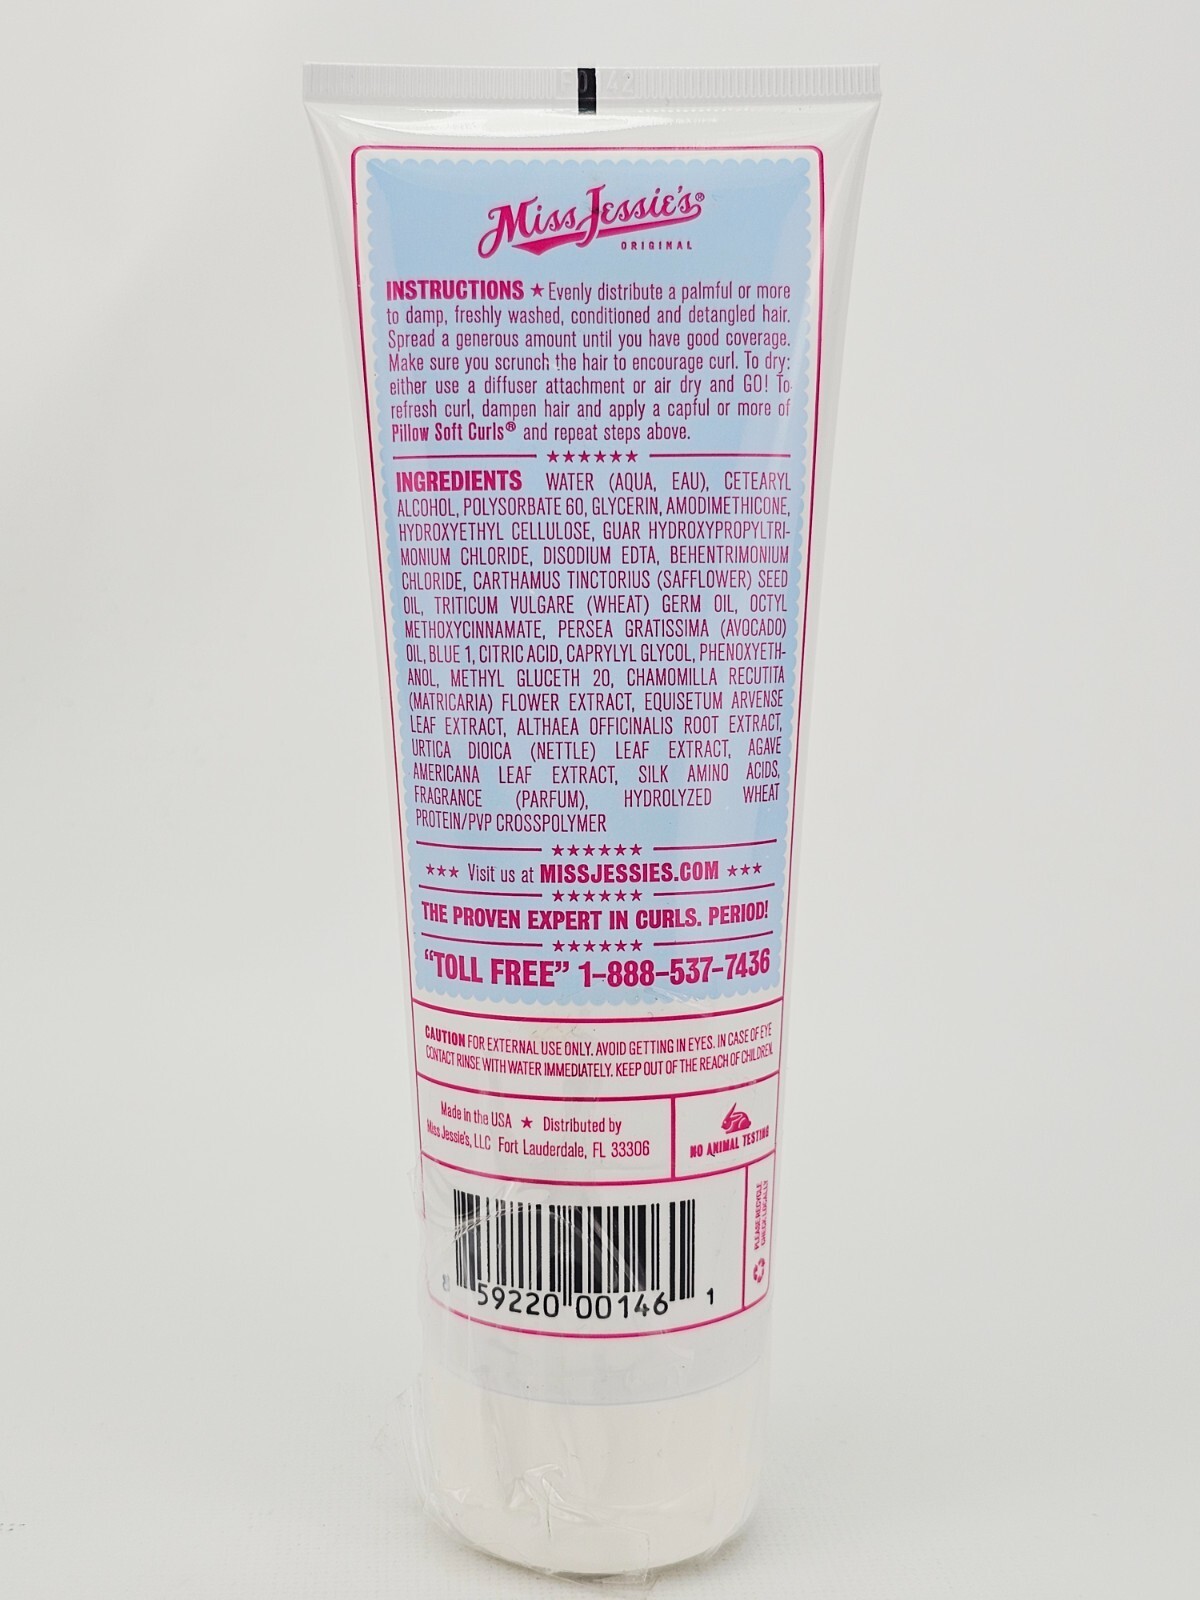 E0142
Miss Jessie's®
ORIGINAL
INSTRUCTIONS ★ Evenly distribute a palmful or more
to damp, freshly washed, conditioned and detangled hair.
Spread a generous amount until you have good coverage.
Make sure you scrunch the hair to encourage curl. To dry:
either use a diffuser attachment or air dry and GO! To
refresh curl, dampen hair and apply a capful or more of
Pillow Soft Curls® and repeat steps above.
INGREDIENTS WATER (AQUA, EAU), CETEARYL
ALCOHOL, POLYSORBATE 60, GLYCERIN, AMODIMETHICONE,
HYDROXYETHYL CELLULOSE, GUAR HYDROXYPROPYLTRI-
MONIUM CHLORIDE, DISODIUM EDTA, BEHENTRIMONIUM
CHLORIDE, CARTHAMUS TINCTORIUS (SAFFLOWER) SEED
OIL, TRITICUM VULGARE (WHEAT) GERM OIL, OCTYL
METHOXYCINNAMATE, PERSEA GRATISSIMA (AVOCADO)
OIL, BLUE 1, CITRIC ACID, CAPRYLYL GLYCOL, PHENOXYETH-
ANOL, METHYL GLUCETH 20, CHAMOMILLA RECUTITA
(MATRICARIA) FLOWER EXTRACT, EQUISETUM ARVENSE
LEAF EXTRACT, ALTHAEA OFFICINALIS ROOT EXTRACT,
URTICA DIOICA (NETTLE) LEAF EXTRACT, AGAVE
AMERICANA LEAF EXTRACT, SILK AMINO ACIDS,
FRAGRANCE (PARFUM), HYDROLYZED WHEAT
PROTEIN/PVP CROSSPOLYMER
★★★ Visit us at MISSJESSIES.COM ★★★
THE PROVEN EXPERT IN CURLS. PERIOD!
“TOLL FREE” 1-888-537-7436
CAUTION FOR EXTERNAL USE ONLY. AVOID GETTING IN EYES. IN CASE OF EYE
CONTACT RINSE WITH WATER IMMEDIATELY. KEEP OUT OF THE REACH OF CHILDREN.
Made in the USA ★ Distributed by
Miss Jessie's, LLC Fort Lauderdale, FL 33306
NO ANIMAL TESTING
PLEASE RECYCLE
CHECK LOCALLY
8 59220 00146 1